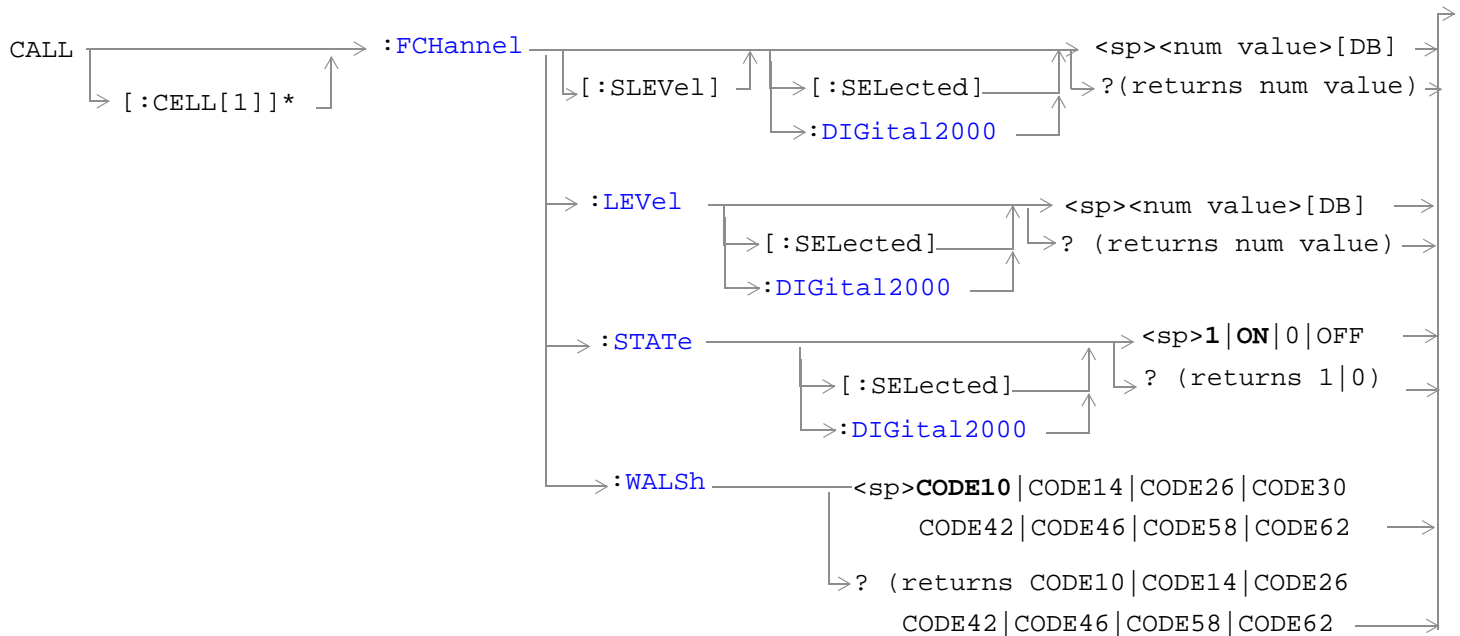 CALL :FCHannel <sp><num value>[DB]
[:CELL[1]]* [:SLEVel] [:SELected] ?(returns num value)
:DIGital2000
:LEVel <sp><num value>[DB]
[:SELected] ? (returns num value)
:DIGital2000
:STATe <sp>1|ON|0|OFF
[:SELected] ? (returns 1|0)
:DIGital2000
:WALSh <sp>CODE10|CODE14|CODE26|CODE30
CODE42|CODE46|CODE58|CODE62
? (returns CODE10|CODE14|CODE26
CODE42|CODE46|CODE58|CODE62